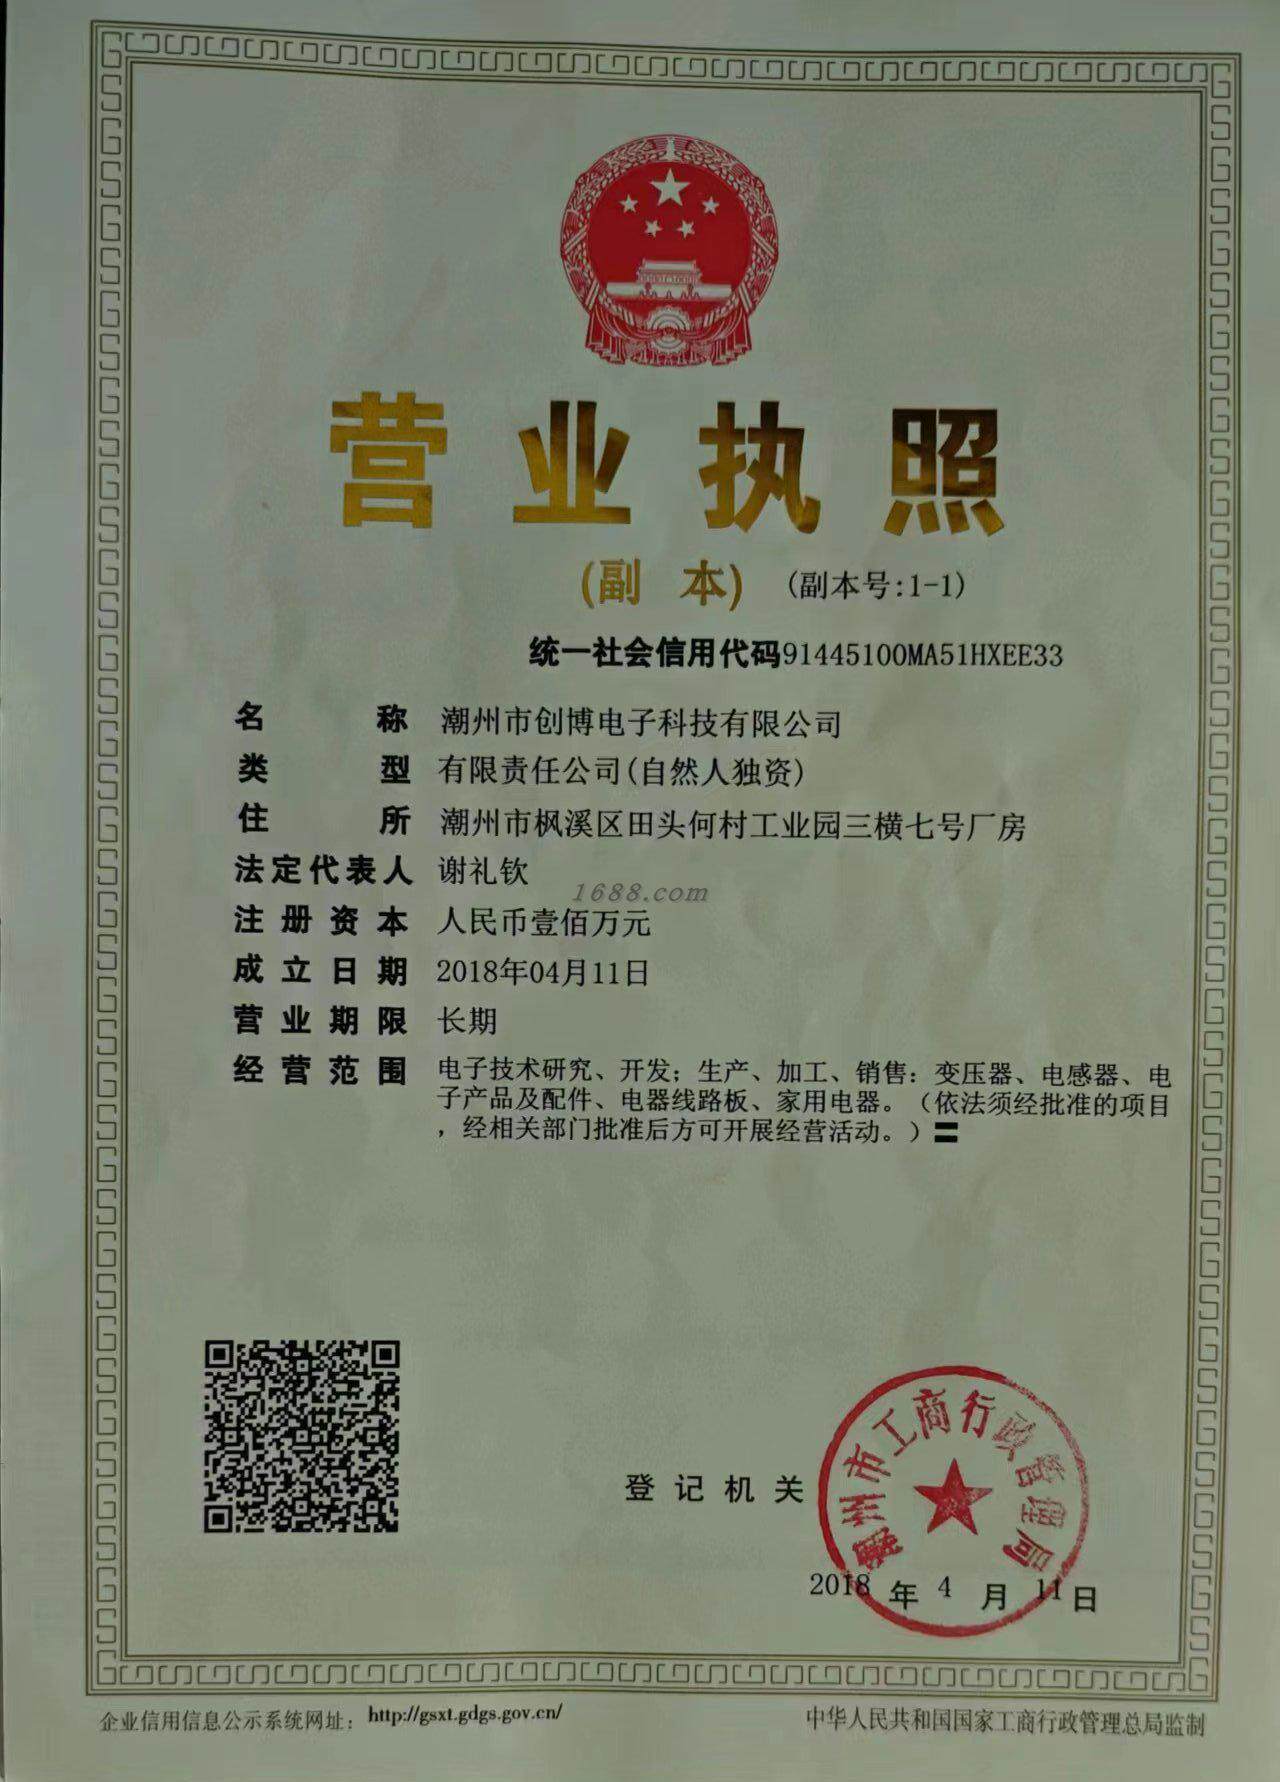 营业执照
(副 本) (副本号:1-1)
统一社会信用代码91445100MA51HXEE33
名称 潮州市创博电子科技有限公司
类型 有限责任公司(自然人独资)
住所 潮州市枫溪区田头何村工业园三横七号厂房
法定代表人 谢礼钦
1688.com
注册资本 人民币壹佰万元
成立日期 2018年04月11日
营业期限 长期
经营范围 电子技术研究、开发；生产、加工、销售：变压器、电感器、电
子产品及配件、电器线路板、家用电器。（依法须经批准的项目
，经相关部门批准后方可开展经营活动。）〓
潮州市工商行政管理局
登记机关
2018 年 4 月 11 日
企业信用信息公示系统网址： http://gsxt.gdgs.gov.cn/
中华人民共和国国家工商行政管理总局监制